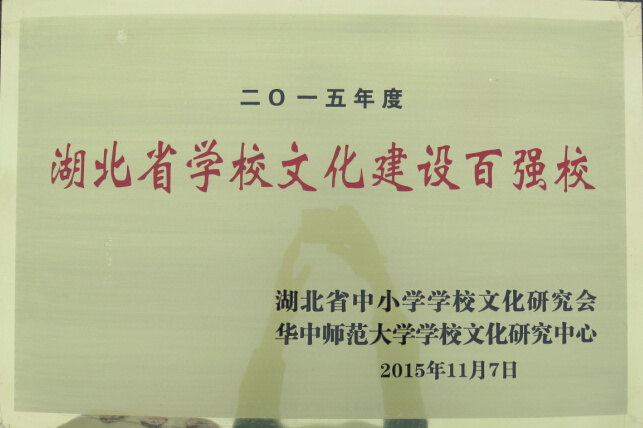 二〇一五年度
湖北省学校文化建设百强校
湖北省中小学学校文化研究会
华中师范大学学校文化研究中心
2015年11月7日